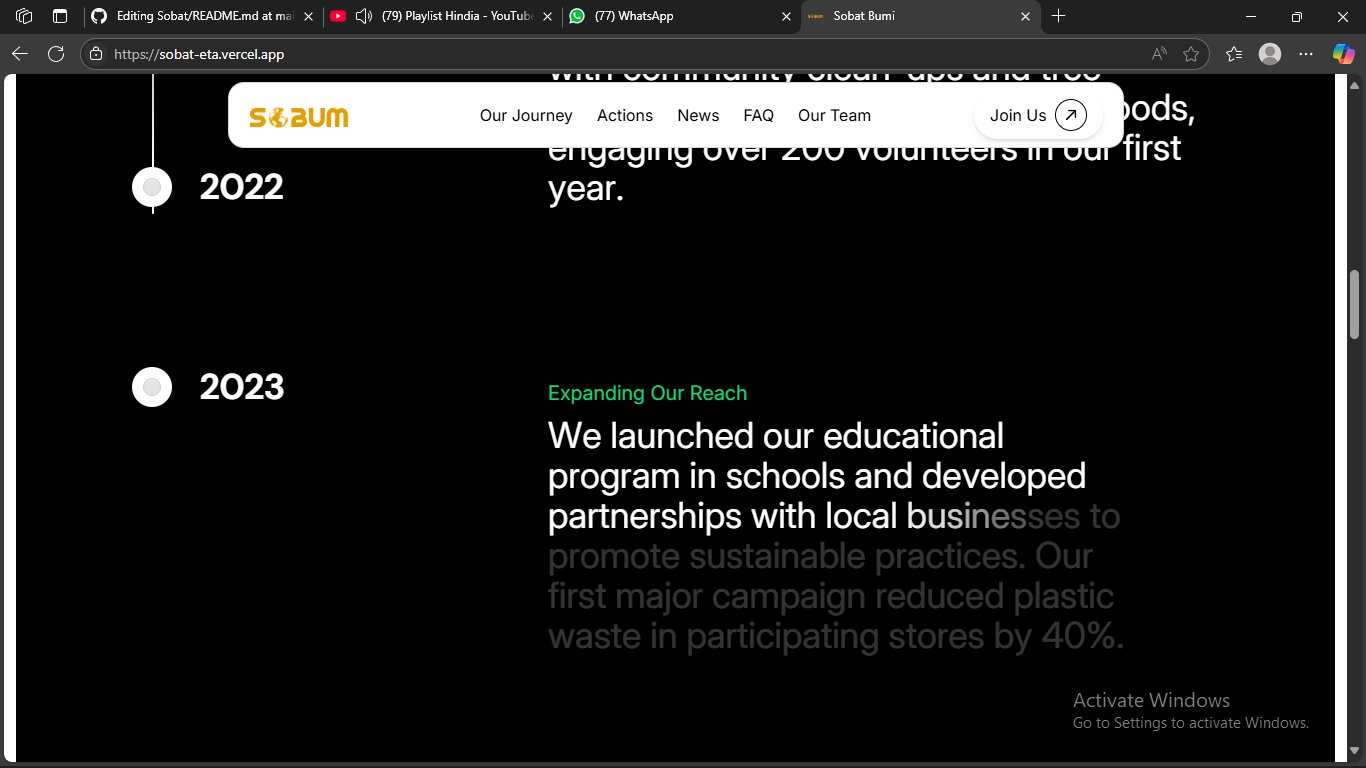 Editing Sobat/README.md at mai
(79) Playlist Hindia - YouTube
(77) WhatsApp
Sobat Bumi
https://sobat-eta.vercel.app
with community clean-ups and tree
SOBUM
Our Journey
Actions
News
FAQ
Our Team
Join Us
oods,
engaging over 200 volunteers in our first
year.
2022
2023
Expanding Our Reach
We launched our educational
program in schools and developed
partnerships with local businesses to
promote sustainable practices. Our
first major campaign reduced plastic
waste in participating stores by 40%.
Activate Windows
Go to Settings to activate Windows.